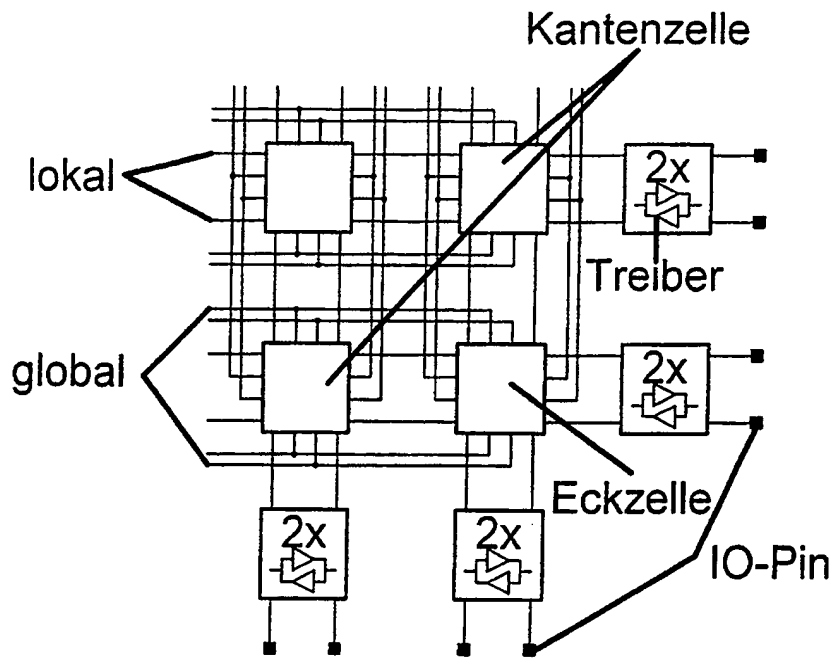 Kantenzelle
lokal
2x
Treiber
global
2x
Eckzelle
2x
2x
IO-Pin